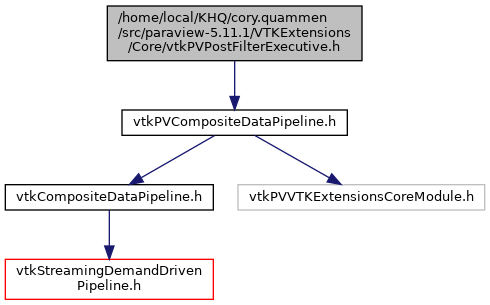 /home/local/KHQ/cory.quammen
/src/paraview-5.11.1/VTKExtensions
/Core/vtkPVPostFilterExecutive.h
vtkPVCompositeDataPipeline.h
vtkCompositeDataPipeline.h
vtkPVVTKExtensionsCoreModule.h
vtkStreamingDemandDriven
Pipeline.h